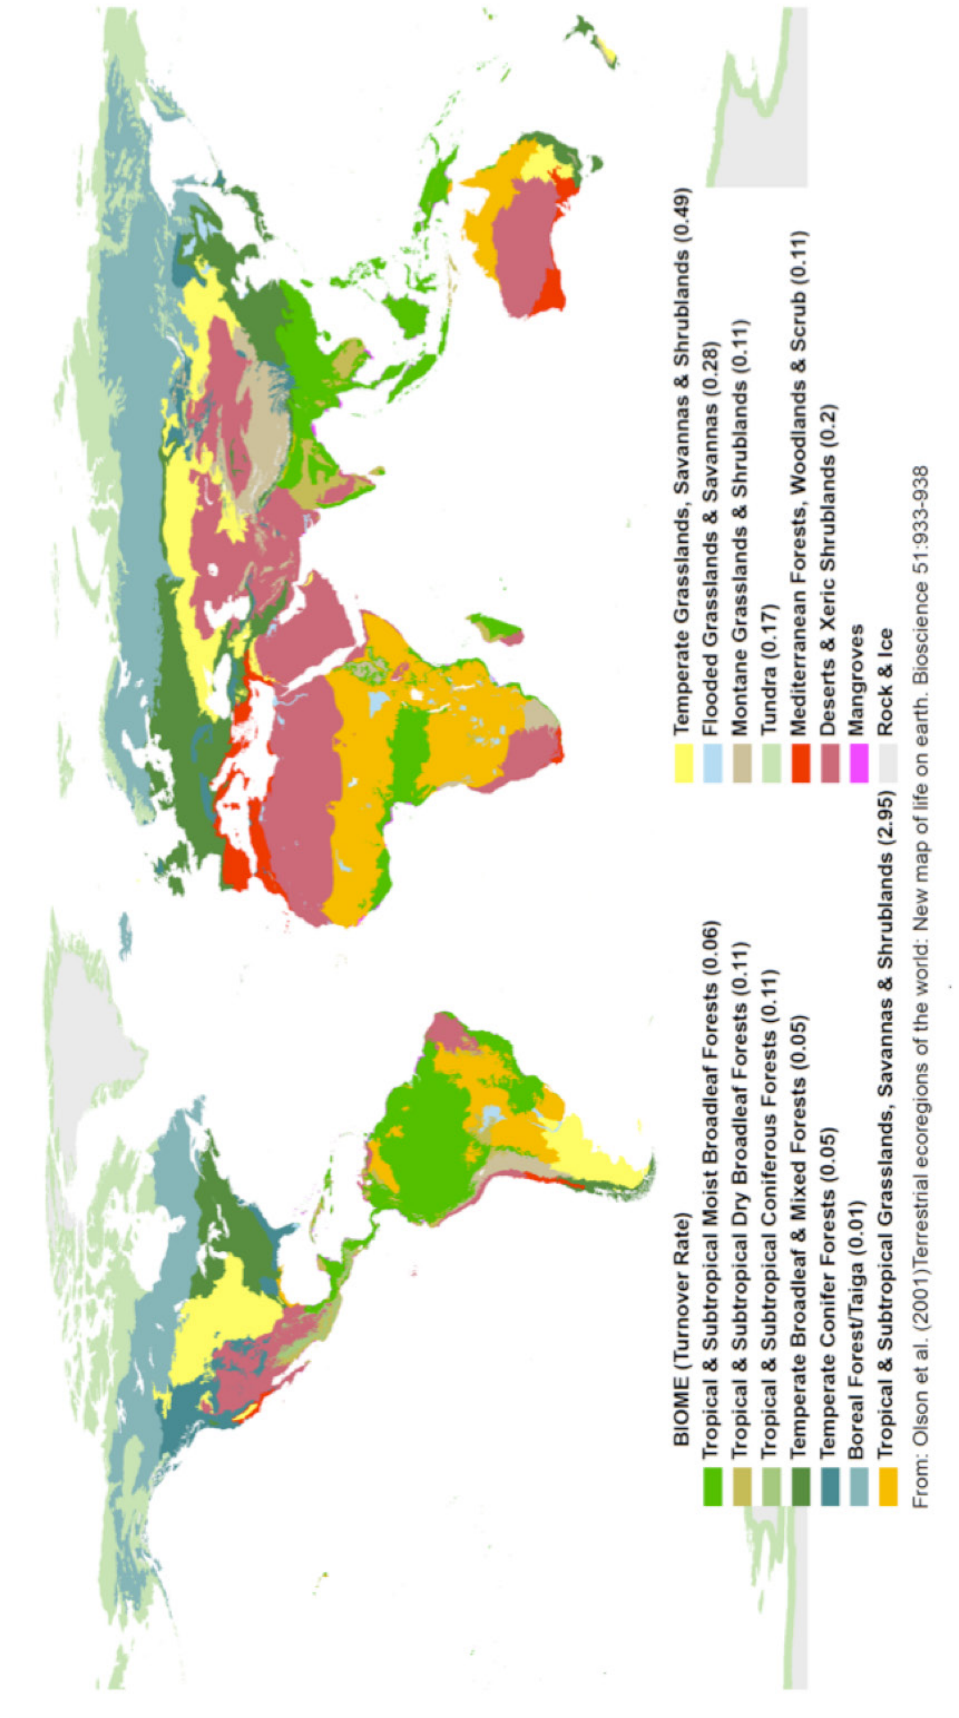 BIOME (Turnover Rate)
Tropical & Subtropical Moist Broadleaf Forests (0.06)
Tropical & Subtropical Dry Broadleaf Forests (0.11)
Tropical & Subtropical Coniferous Forests (0.11)
Temperate Broadleaf & Mixed Forests (0.05)
Temperate Conifer Forests (0.05)
Boreal Forest/Taiga (0.01)
Tropical & Subtropical Grasslands, Savannas & Shrublands (2.95)
Temperate Grasslands, Savannas & Shrublands (0.49)
Flooded Grasslands & Savannas (0.28)
Montane Grasslands & Shrublands (0.11)
Tundra (0.17)
Mediterranean Forests, Woodlands & Scrub (0.11)
Deserts & Xeric Shrublands (0.2)
Mangroves
Rock & Ice
From: Olson et al. (2001)Terrestrial ecoregions of the world: New map of life on earth. Bioscience 51:933-938